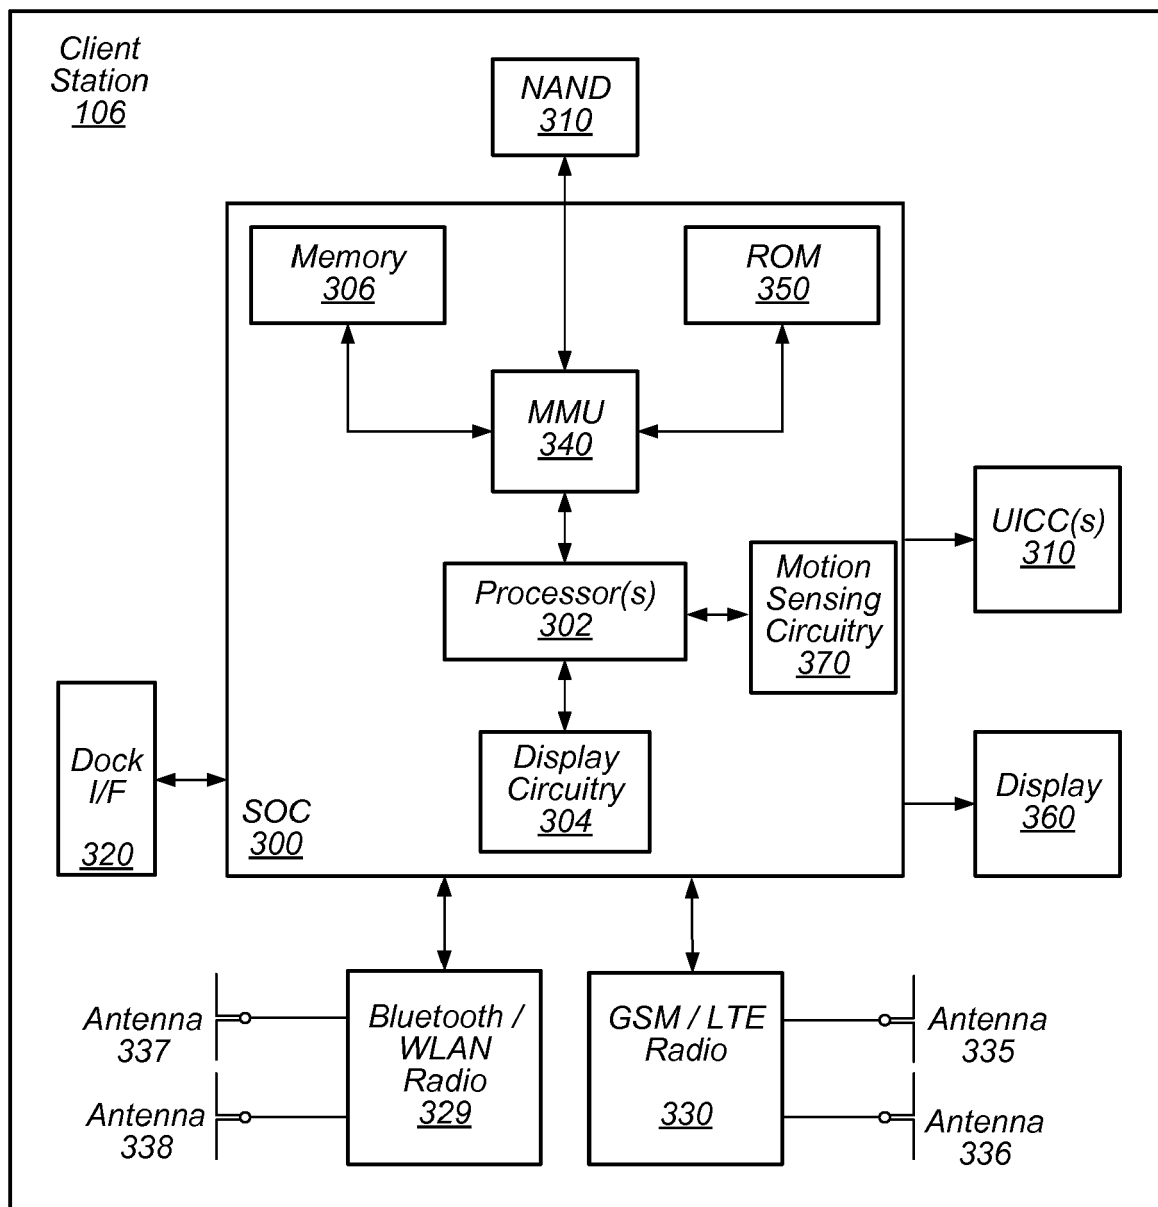 Client
Station
106
NAND
310
Memory
306
ROM
350
MMU
340
UICC(s)
310
Processor(s)
302
Motion
Sensing
Circuitry
370
Dock
I/F
320
Display
Circuitry
304
SOC
300
Display
360
Antenna
337
Antenna
338
Bluetooth /
WLAN
Radio
329
GSM / LTE
Radio
330
Antenna
335
Antenna
336